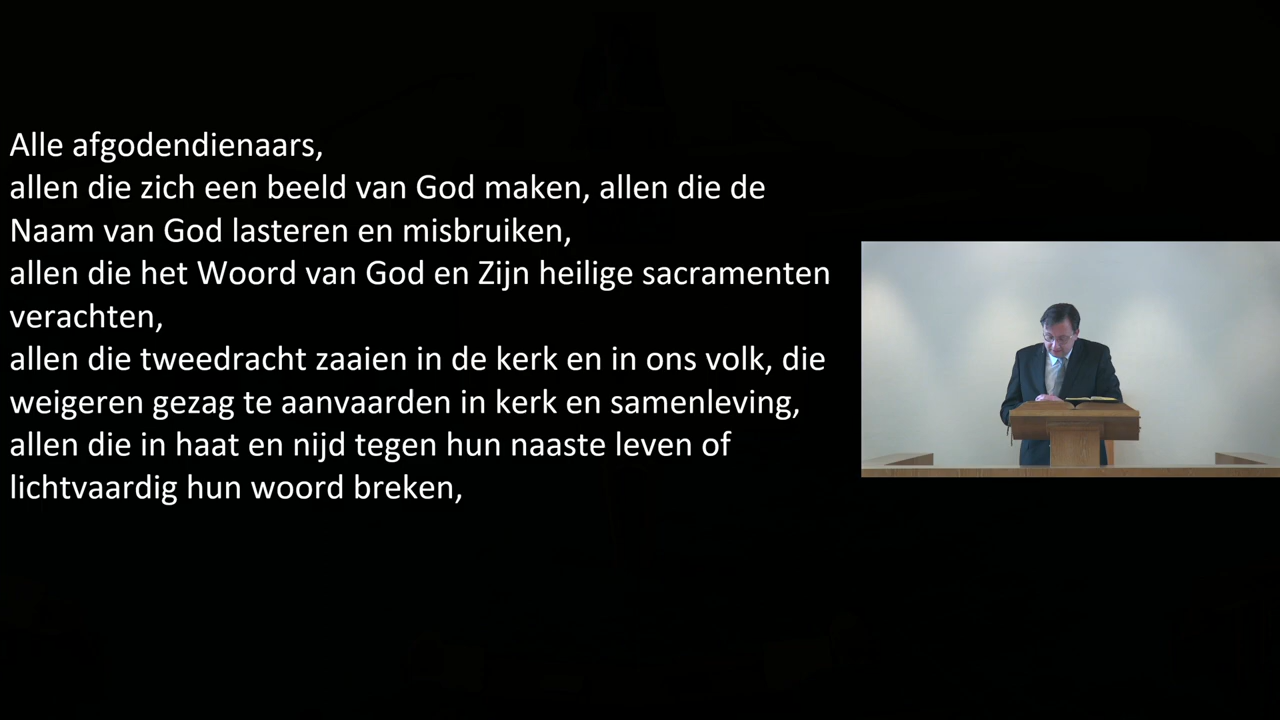 Alle afgodendienaars,
allen die zich een beeld van God maken, allen die de
Naam van God lasteren en misbruiken,
allen die het Woord van God en Zijn heilige sacramenten
verachten,
allen die tweedracht zaaien in de kerk en in ons volk, die
weigeren gezag te aanvaarden in kerk en samenleving,
allen die in haat en nijd tegen hun naaste leven of
lichtvaardig hun woord breken,